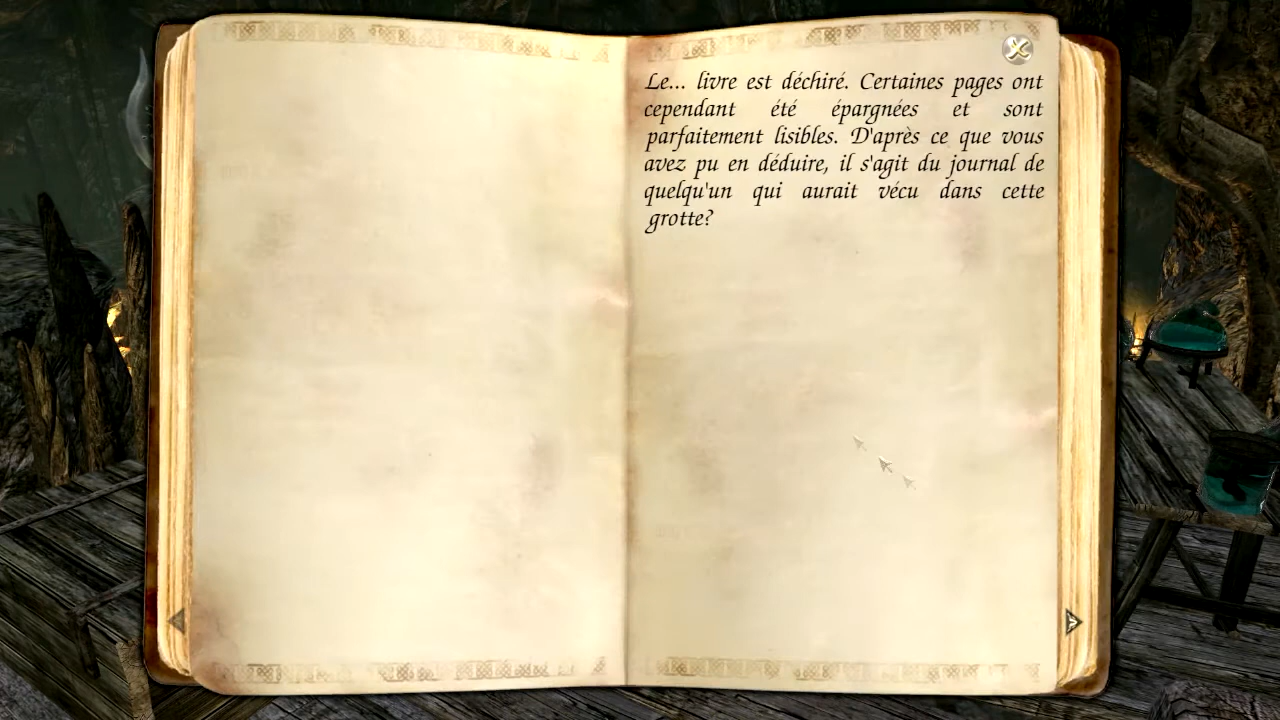 Le... livre est déchiré. Certaines pages ont
cependant été épargnées et sont
parfaitement lisibles. D'après ce que vous
avez pu en déduire, il s'agit du journal de
quelqu'un qui aurait vécu dans cette
grotte?